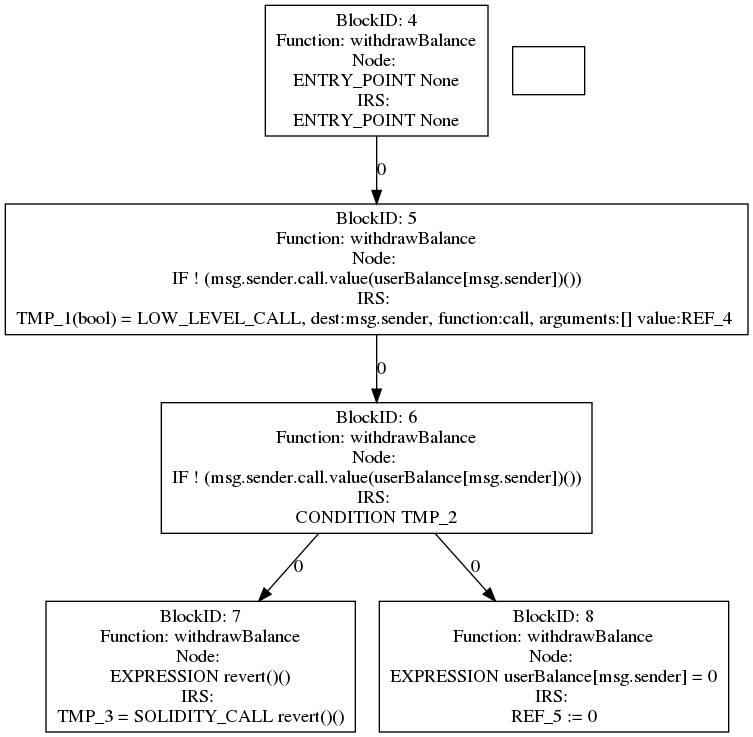 BlockID: 4
Function: withdrawBalance
Node:
ENTRY_POINT None
IRS:
ENTRY_POINT None
0
BlockID: 5
Function: withdrawBalance
Node:
IF ! (msg.sender.call.value(userBalance[msg.sender])())
IRS:
TMP_1(bool) = LOW_LEVEL_CALL, dest:msg.sender, function:call, arguments:[] value:REF_4
0
BlockID: 6
Function: withdrawBalance
Node:
IF ! (msg.sender.call.value(userBalance[msg.sender])())
IRS:
CONDITION TMP_2
0
0
BlockID: 7
Function: withdrawBalance
Node:
EXPRESSION revert()()
IRS:
TMP_3 = SOLIDITY_CALL revert()()
BlockID: 8
Function: withdrawBalance
Node:
EXPRESSION userBalance[msg.sender] = 0
IRS:
REF_5 := 0